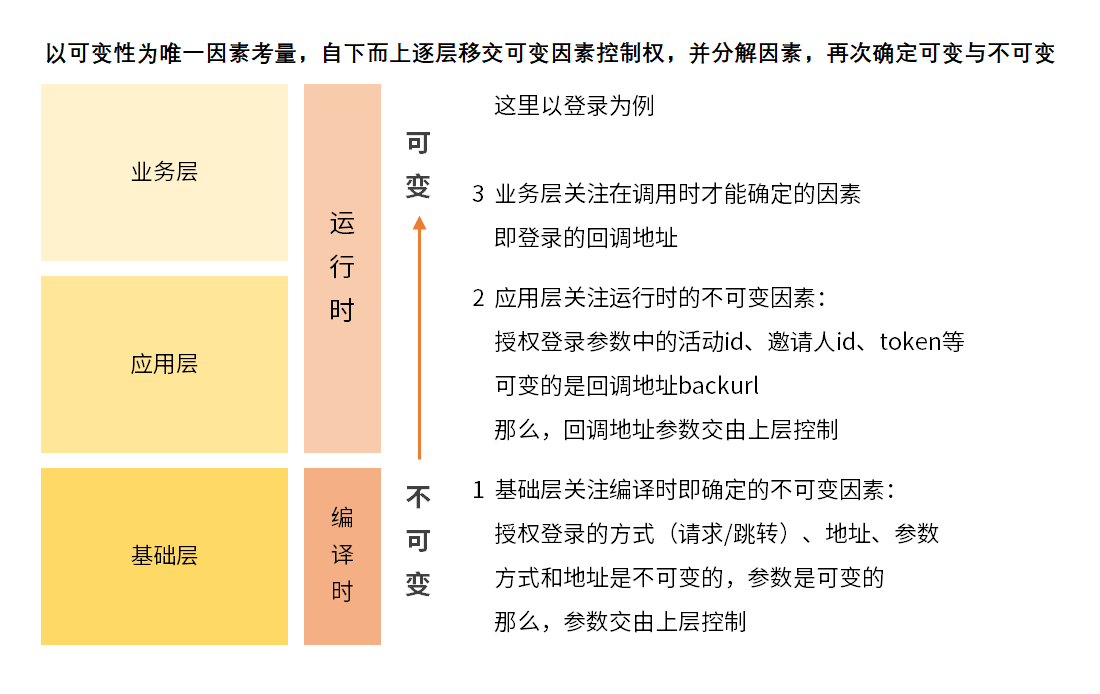 以可变性为唯一因素考量，自下而上逐层移交可变因素控制权，并分解因素，再次确定可变与不可变
业务层
应用层
基础层
运行时
编译时
可变
不可变
这里以登录为例
3 业务层关注在调用时才能确定的因素
即登录的回调地址
2 应用层关注运行时的不可变因素：
授权登录参数中的活动id、邀请人id、token等
可变的是回调地址backurl
那么，回调地址参数交由上层控制
1 基础层关注编译时即确定的不可变因素：
授权登录的方式（请求/跳转）、地址、参数
方式和地址是不可变的，参数是可变的
那么，参数交由上层控制